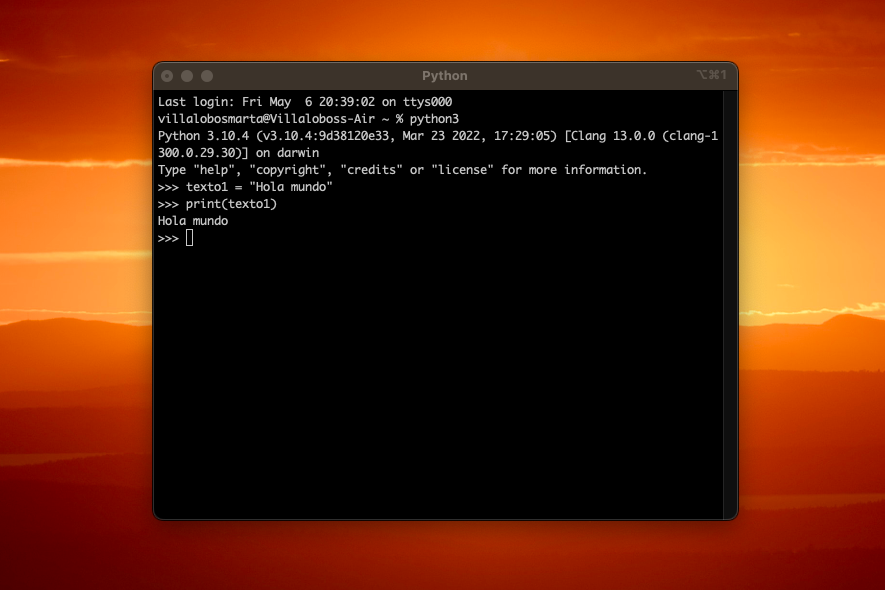 Python
⌥⌘1
Last login: Fri May  6 20:39:02 on ttys000
villalobosmarta@Villaloboss-Air ~ % python3
Python 3.10.4 (v3.10.4:9d38120e33, Mar 23 2022, 17:29:05) [Clang 13.0.0 (clang-1
300.0.29.30)] on darwin
Type "help", "copyright", "credits" or "license" for more information.
>>> texto1 = "Hola mundo"
>>> print(texto1)
Hola mundo
>>>